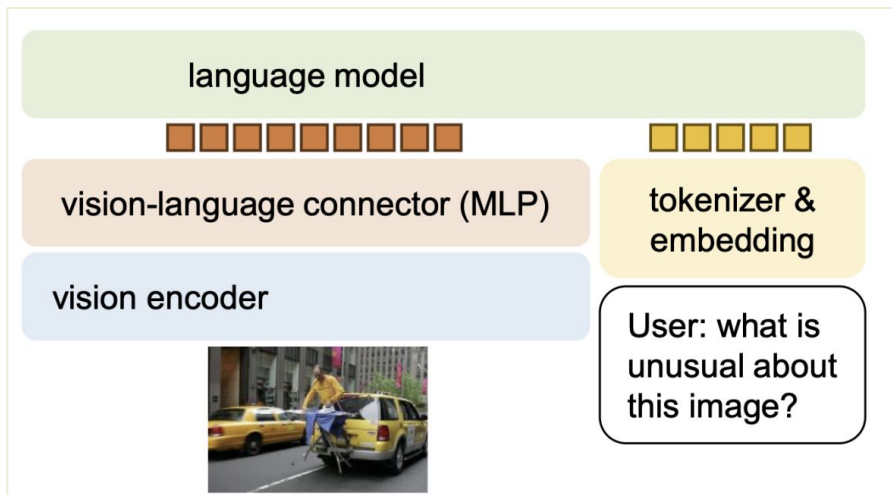 language model
vision-language connector (MLP)
tokenizer &
embedding
vision encoder
User: what is
unusual about
this image?